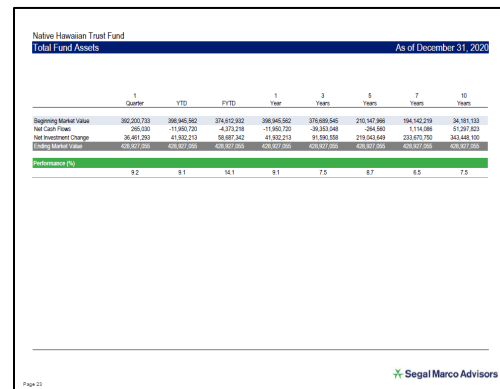 Native Hawaiian Trust Fund
Total Fund Assets As of December 31, 2020
1 Quarter YTD FYTD 1 Year 3 Years 5 Years 7 Years 10 Years
Beginning Market Value 392,200,733 398,945,562 374,612,932 398,945,562 376,689,545 210,147,966 194,142,219 34,181,133
Net Cash Flows 265,030 -11,950,720 -4,373,218 -11,950,720 -39,353,048 -264,560 1,114,086 51,297,823
Net Investment Change 36,461,293 41,932,213 58,687,342 41,932,213 91,590,558 219,043,649 233,670,750 343,448,100
Ending Market Value 428,927,055 428,927,055 428,927,055 428,927,055 428,927,055 428,927,055 428,927,055 428,927,055
Performance (%)
9.2 9.1 14.1 9.1 7.5 8.7 6.5 7.5
Segal Marco Advisors